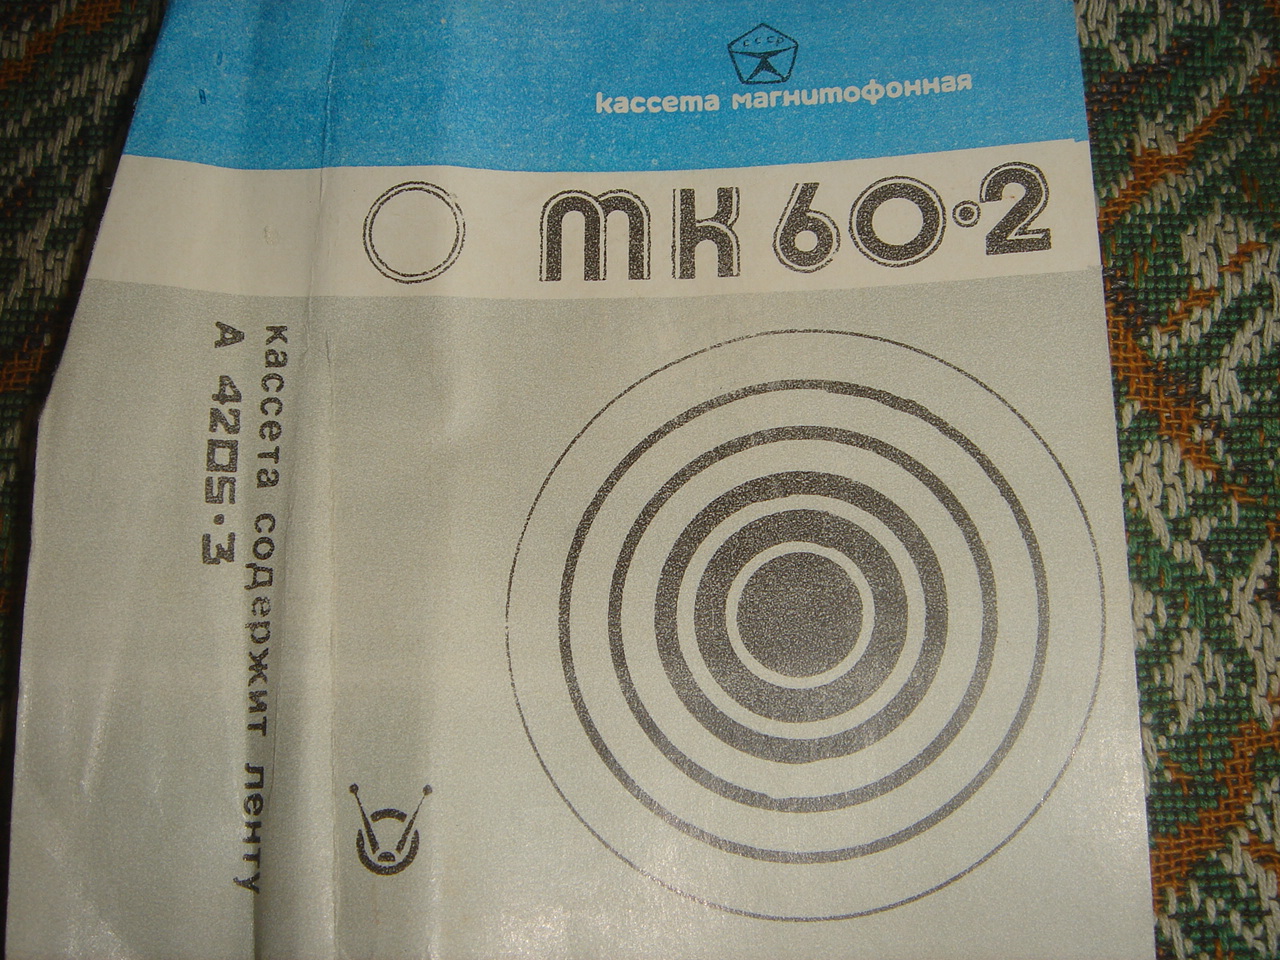 СССР
кассета магнитофонная
МК 60•2
кассета содержит ленту
А 4205•3